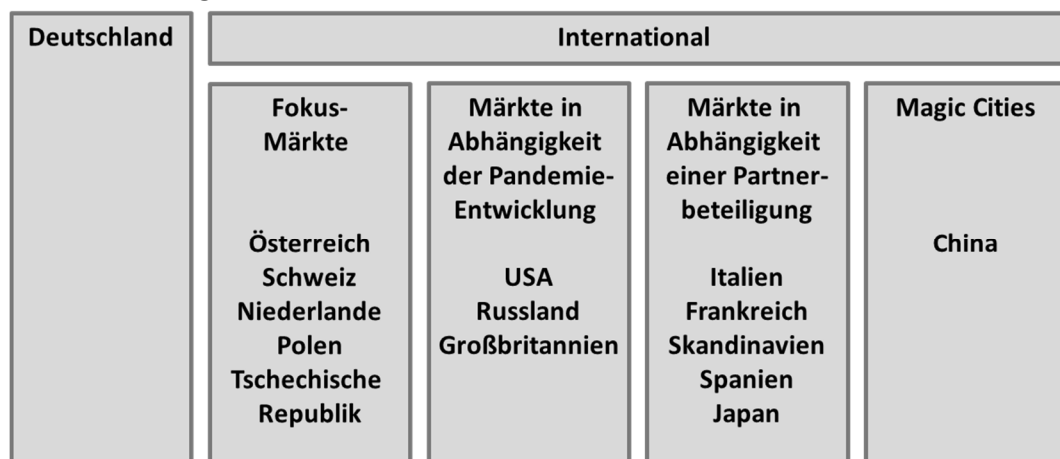 Deutschland
International
Fokus-
Märkte
Österreich
Schweiz
Niederlande
Polen
Tschechische
Republik
Märkte in
Abhängigkeit
der Pandemie-
Entwicklung
USA
Russland
Großbritannien
Märkte in
Abhängigkeit
einer Partner-
beteiligung
Italien
Frankreich
Skandinavien
Spanien
Japan
Magic Cities
China